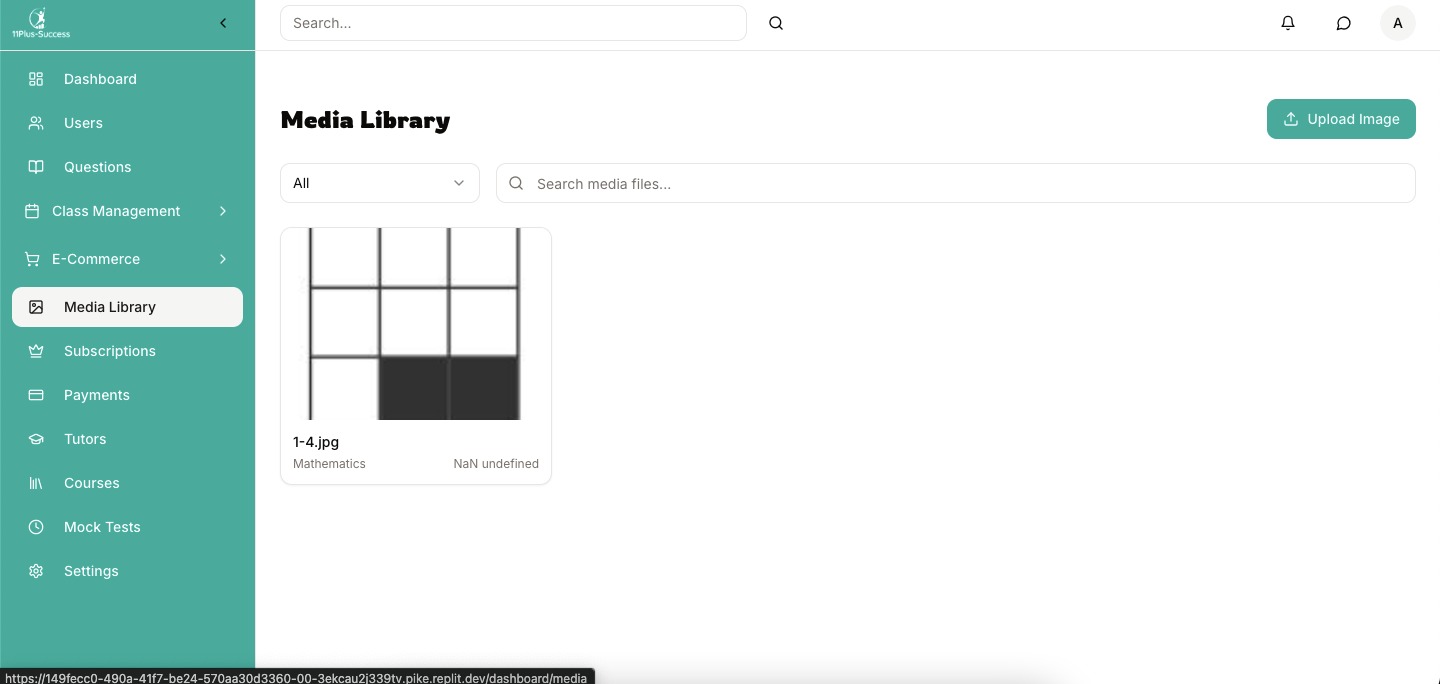 11Plus-Success
Search...
A
Dashboard
Users
Questions
Class Management
E-Commerce
Media Library
Subscriptions
Payments
Tutors
Courses
Mock Tests
Settings
Media Library
Upload Image
All
Search media files...
1-4.jpg
Mathematics
NaN undefined
https://149fecc0-490a-41f7-be24-570aa30d3360-00-3ekcau2j339tv.pike.replit.dev/dashboard/media